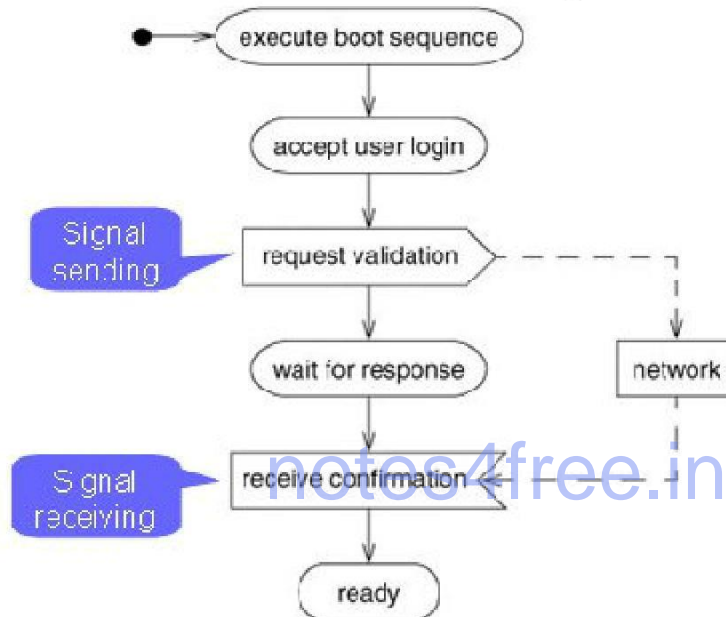 execute boot sequence
accept user login
Signal
sending
request validation
wait for response
network
Signal
receiving
receive confirmation
notes4free.in
ready